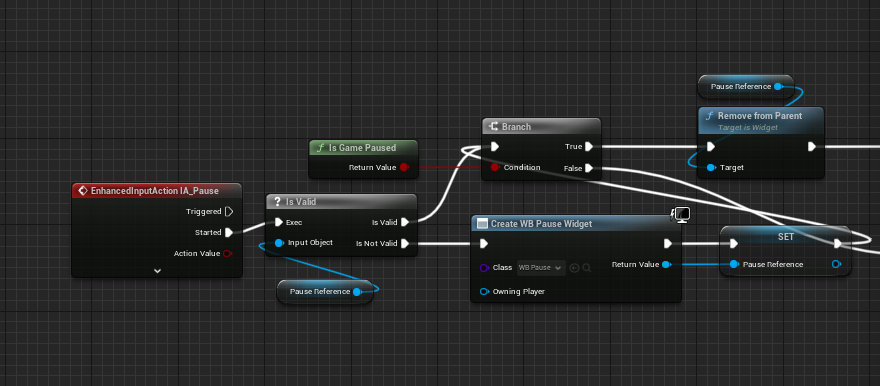 Pause Reference
Remove from Parent
Target is Widget
Target
Branch
True
Condition
False
Is Game Paused
Return Value
EnhancedInputAction IA_Pause
Triggered
Started
Action Value
Is Valid
Exec
Is Valid
Input Object
Is Not Valid
Pause Reference
Create WB Pause Widget
Class
WB Pause
Return Value
Owning Player
SET
Pause Reference